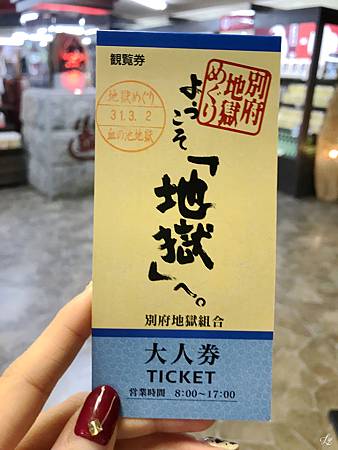 観覧券
別府
地獄
めぐり
地獄めぐり
31.3.2
血の池地獄
ようこそ
「地獄」へ。
別府地獄組合
大人券
TICKET
営業時間 8:00～17:00